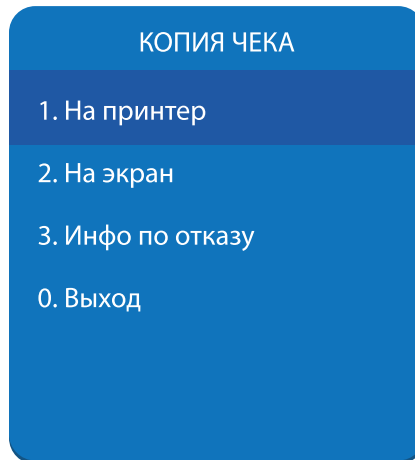 КОПИЯ ЧЕКА
1. На принтер
2. На экран
3. Инфо по отказу
0. Выход